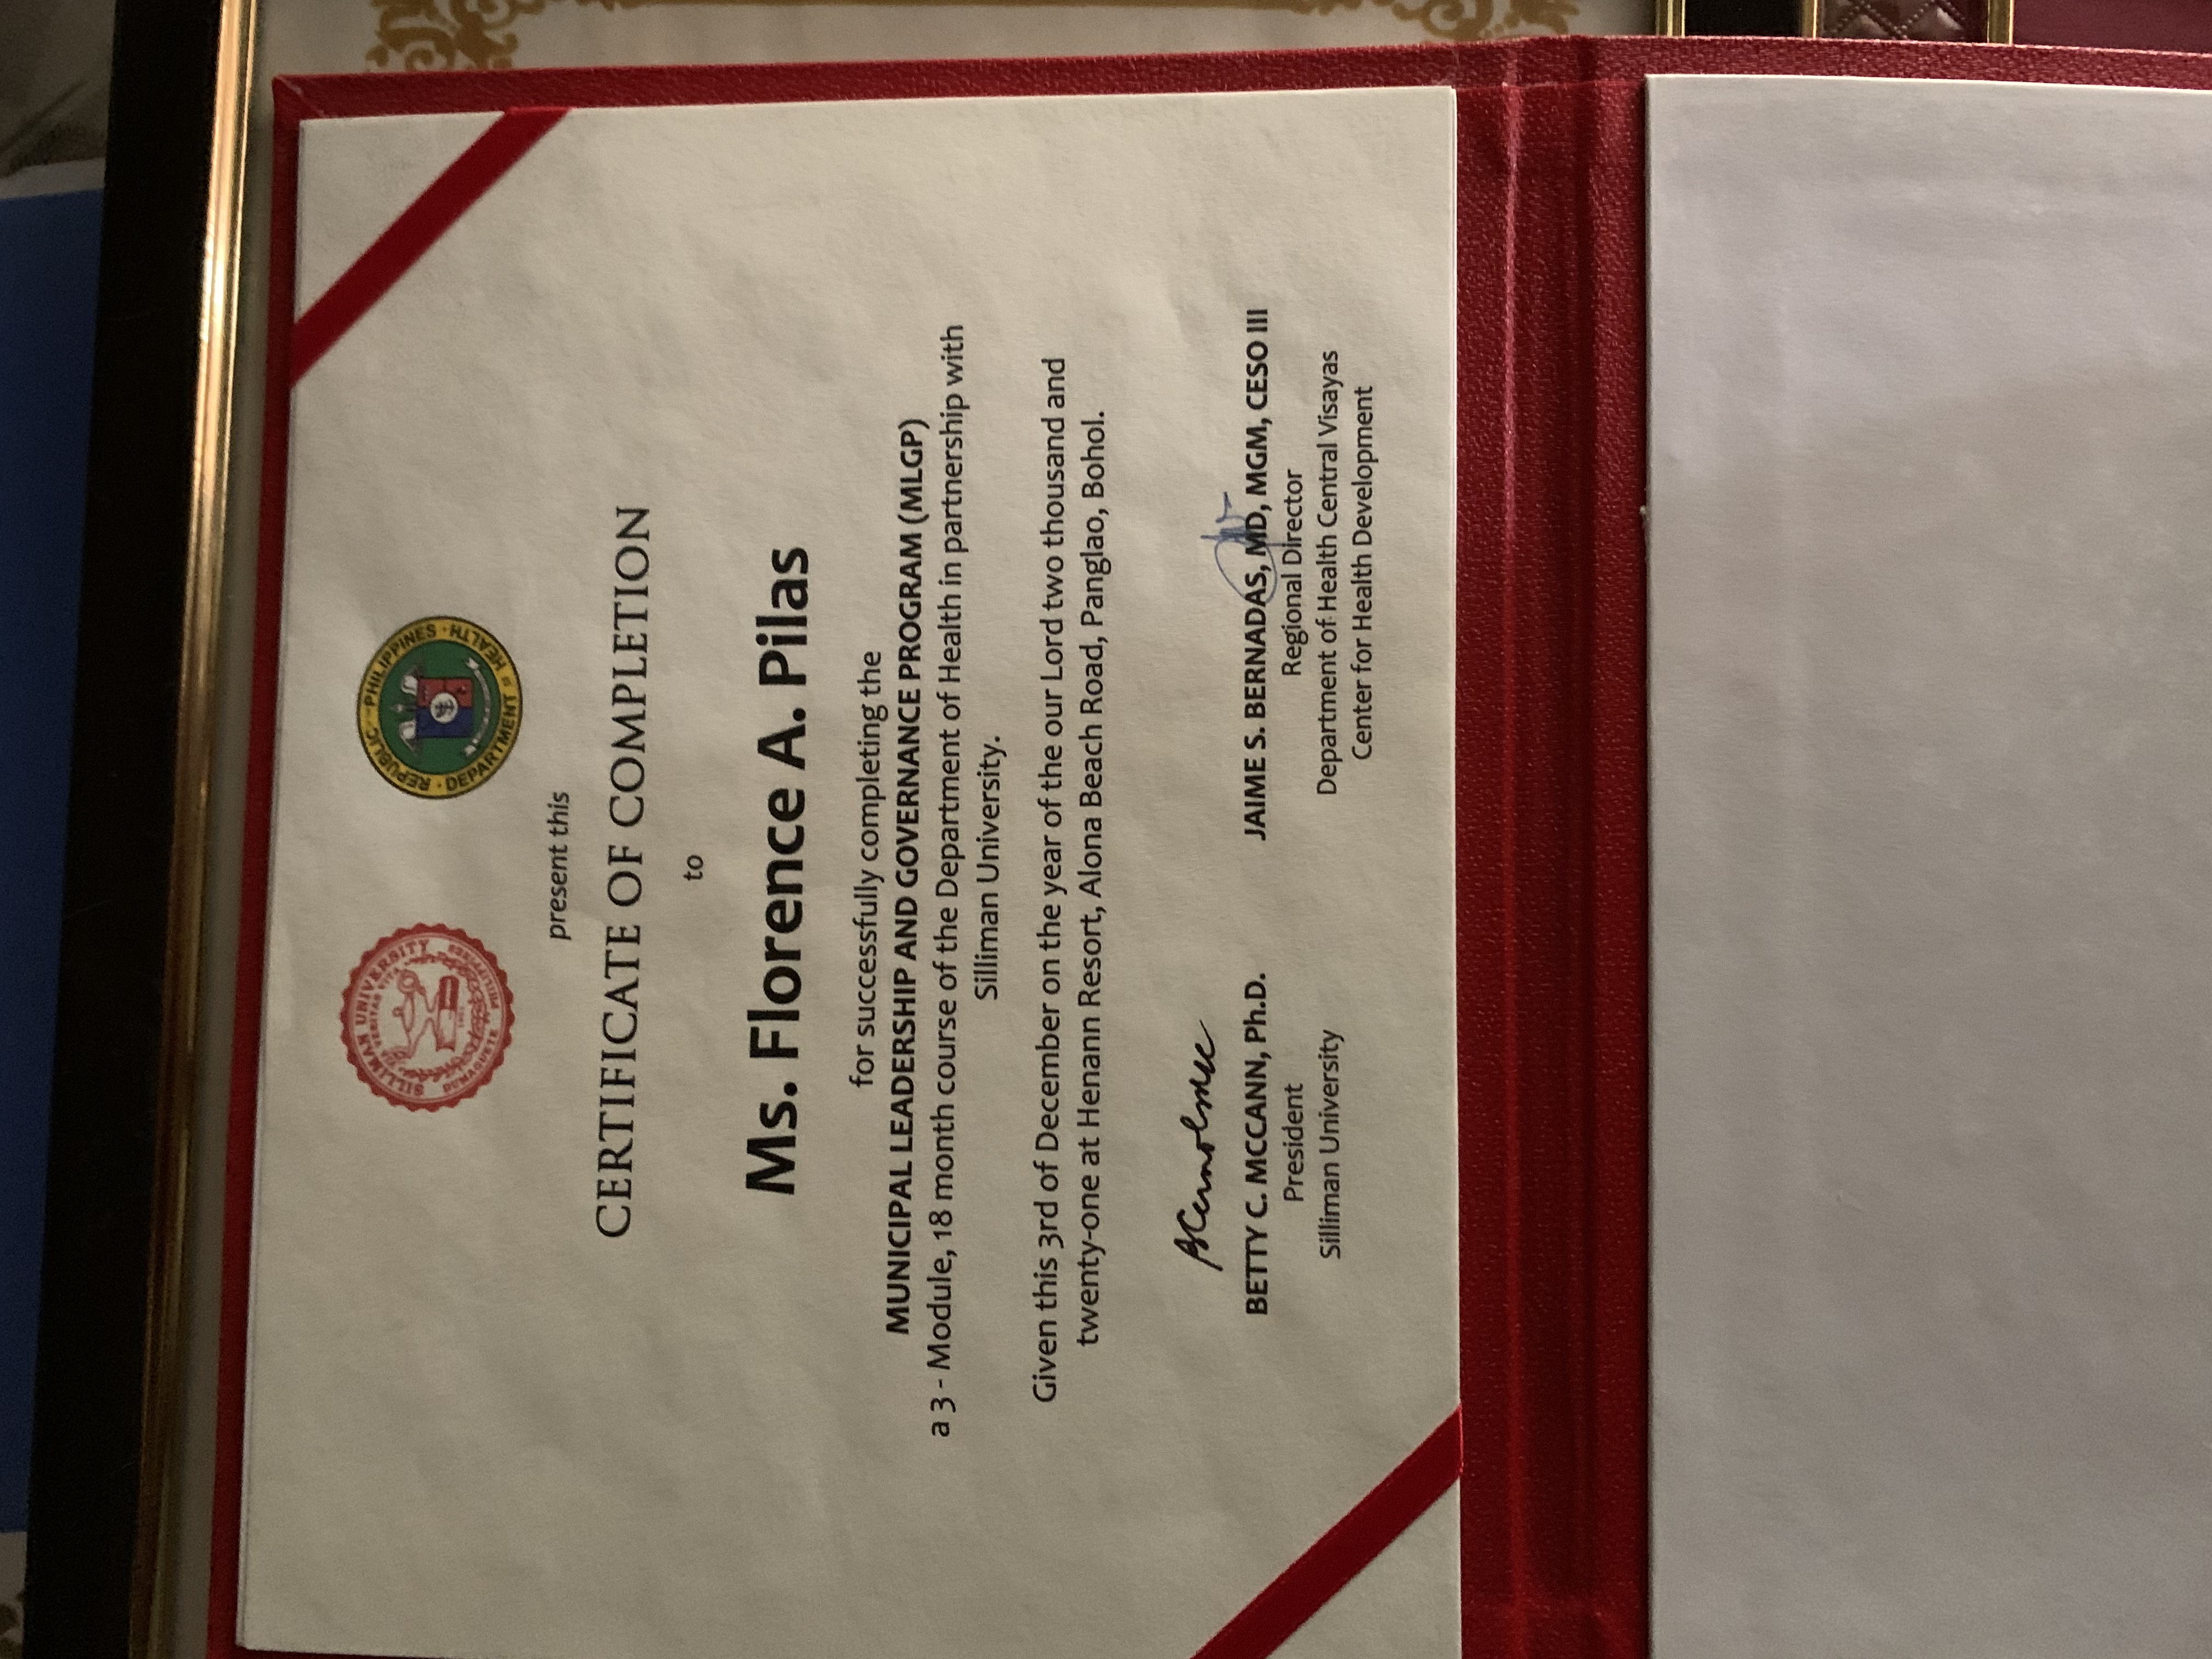 SILLIMAN UNIVERSITY
VIA VERITAS VITA
1901
DUMAGUETE PHILIPPINES
REPUBLIC PHILIPPINES
DEPARTMENT OF HEALTH
present this
CERTIFICATE OF COMPLETION
to
Ms. Florence A. Pilas
for successfully completing the
MUNICIPAL LEADERSHIP AND GOVERNANCE PROGRAM (MLGP)
a 3 - Module, 18 month course of the Department of Health in partnership with
Silliman University.
Given this 3rd of December on the year of the our Lord two thousand and
twenty-one at Henann Resort, Alona Beach Road, Panglao, Bohol.
BETTY C. MCCANN, Ph.D.
President
Silliman University
JAIME S. BERNADAS, MD, MGM, CESO III
Regional Director
Department of Health Central Visayas
Center for Health Development